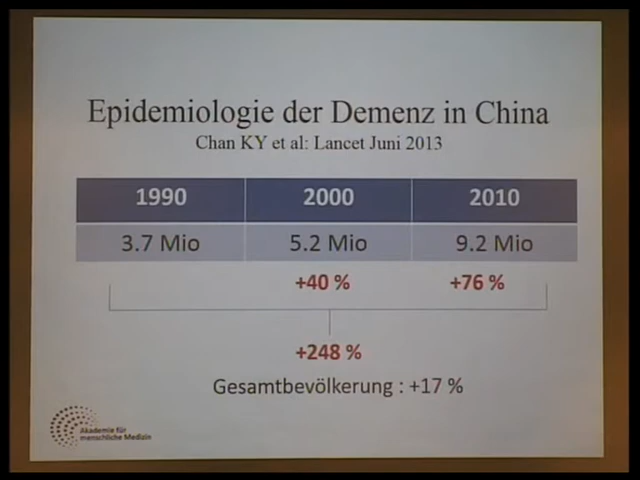 Epidemiologie der Demenz in China
Chan KY et al: Lancet Juni 2013
1990 2000 2010
3.7 Mio 5.2 Mio 9.2 Mio
+40 % +76 %
+248 %
Gesamtbevölkerung : +17 %
Akademie für
menschliche Medizin